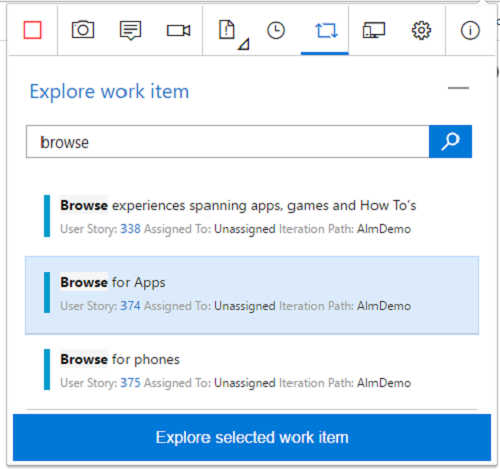 Explore work item
browse
Browse experiences spanning apps, games and How To's
User Story: 338 Assigned To: Unassigned Iteration Path: AlmDemo
Browse for Apps
User Story: 374 Assigned To: Unassigned Iteration Path: AlmDemo
Browse for phones
User Story: 375 Assigned To: Unassigned Iteration Path: AlmDemo
Explore selected work item